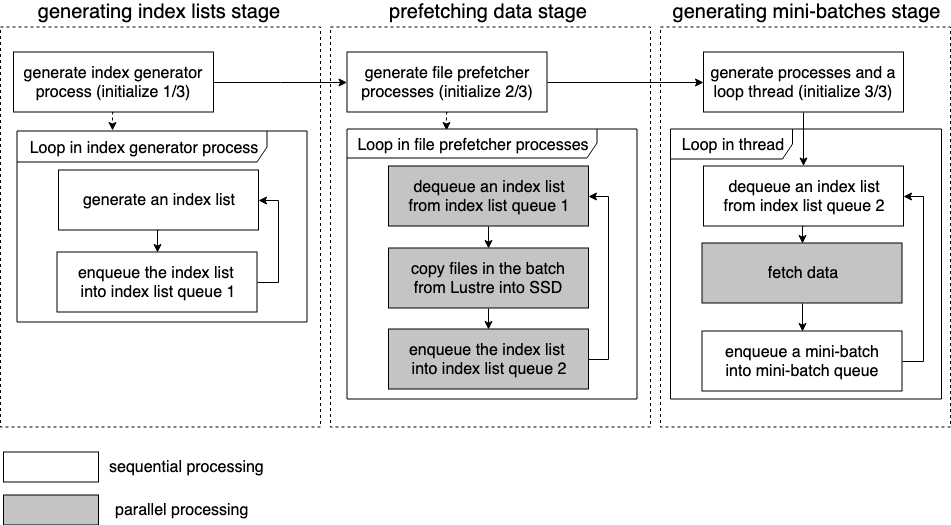 generating index lists stage
prefetching data stage
generating mini-batches stage
generate index generator
process (initialize 1/3)
generate file prefetcher
processes (initialize 2/3)
generate processes and a
loop thread (initialize 3/3)
Loop in index generator process
generate an index list
enqueue the index list
into index list queue 1
Loop in file prefetcher processes
dequeue an index list
from index list queue 1
copy files in the batch
from Lustre into SSD
enqueue the index list
into index list queue 2
Loop in thread
dequeue an index list
from index list queue 2
fetch data
enqueue a mini-batch
into mini-batch queue
sequential processing
parallel processing